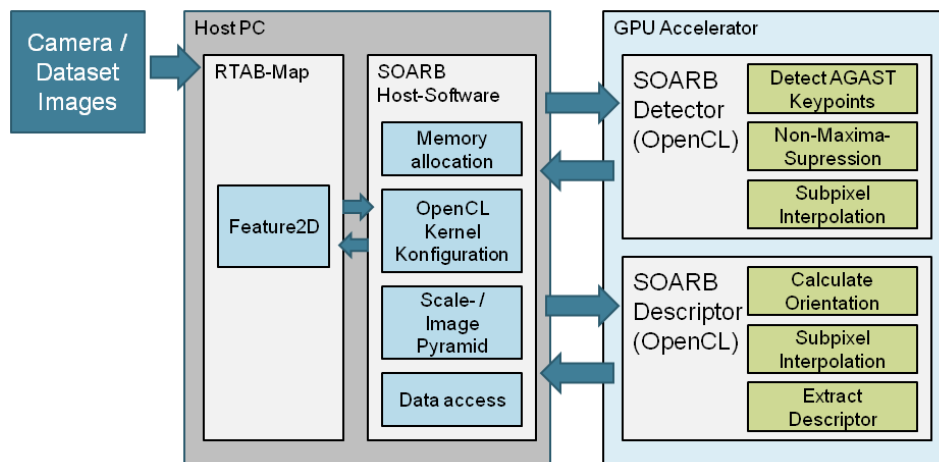 Camera /
Dataset
Images
Host PC
RTAB-Map
Feature2D
SOARB
Host-Software
Memory
allocation
OpenCL
Kernel
Konfiguration
Scale- /
Image
Pyramid
Data access
GPU Accelerator
SOARB
Detector
(OpenCL)
Detect AGAST
Keypoints
Non-Maxima-
Supression
Subpixel
Interpolation
SOARB
Descriptor
(OpenCL)
Calculate
Orientation
Subpixel
Interpolation
Extract
Descriptor